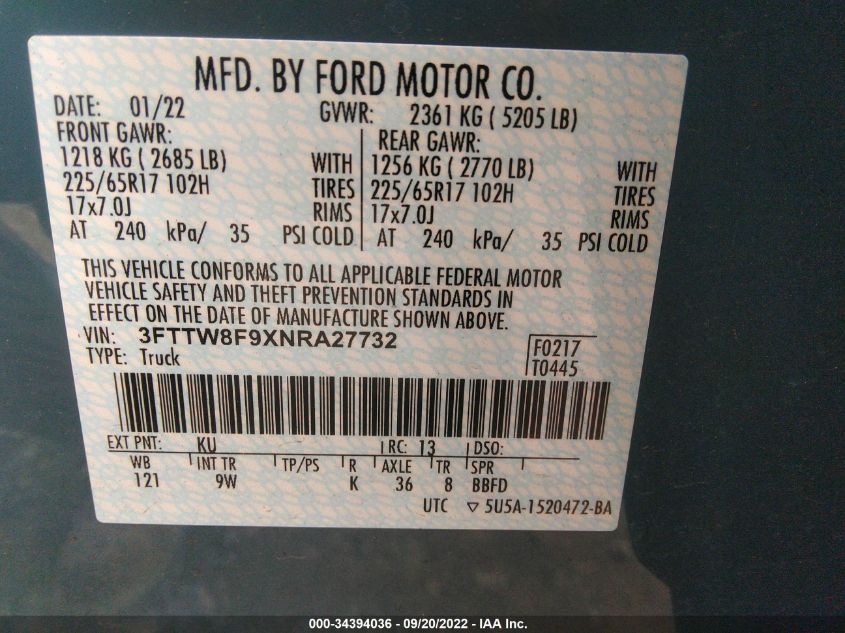 MFD. BY FORD MOTOR CO.
DATE: 01/22 GVWR: 2361 KG ( 5205 LB)
FRONT GAWR: REAR GAWR:
1218 KG ( 2685 LB) WITH 1256 KG ( 2770 LB) WITH
225/65R17 102H TIRES 225/65R17 102H TIRES
17x7.0J RIMS 17x7.0J RIMS
AT 240 kPa/ 35 PSI COLD AT 240 kPa/ 35 PSI COLD
THIS VEHICLE CONFORMS TO ALL APPLICABLE FEDERAL MOTOR
VEHICLE SAFETY AND THEFT PREVENTION STANDARDS IN
EFFECT ON THE DATE OF MANUFACTURE SHOWN ABOVE.
VIN: 3FTTW8F9XNRA27732 F0217
TYPE: Truck T0445
EXT PNT: KU RC: 13 DSO:
WB INT TR TP/PS R AXLE TR SPR
121 9W K 36 8 BBFD
UTC ▽ 5U5A-1520472-BA
000-34394036 - 09/20/2022 - IAA Inc.